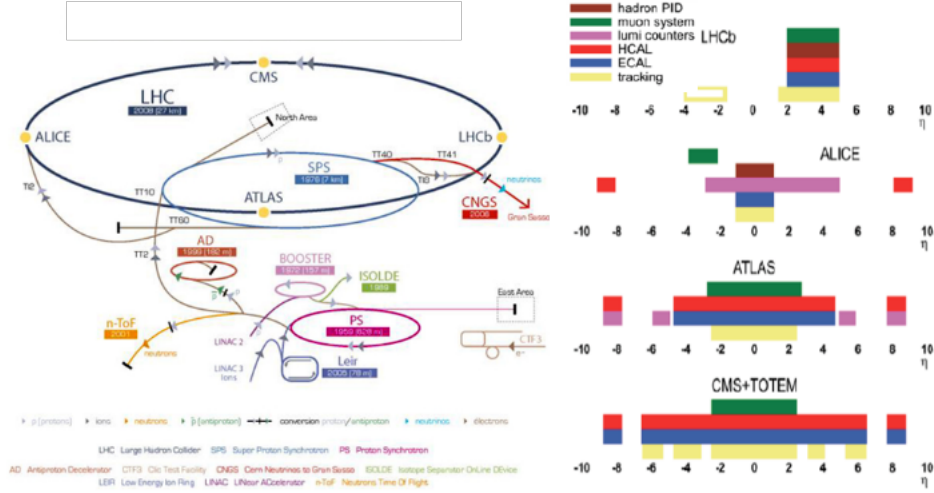 CMS
LHC
2008 (27 km)
North Area
ALICE
LHCb
TT40
TT41
SPS
1976 (7 km)
TI2
TI8
neutrinos
TT10
ATLAS
CNGS
2006
Gran Sasso
TT60
AD
1999 (182 m)
TT2
BOOSTER
1972 (157 m)
ISOLDE
1989
East Area
p
n-ToF
2001
PS
1959 (628 m)
LINAC 2
CTF3
neutrons
e-
LINAC 3
Ions
Leir
2005 (78 m)
p (protons)
ions
neutrons
p̄ (antiproton)
conversion proton/antiproton
neutrinos
électrons
LHC Large Hadron Collider SPS Super Proton Synchrotron PS Proton Synchrotron
AD Antiproton Decelerator CTF3 Clic Test Facility CNGS Cern Neutrinos to Gran Sasso ISOLDE Isotope Separator OnLine DEvice
LEIR Low Energy Ion Ring LINAC LINear ACcelerator n-ToF Neutrons Time Of Flight
hadron PID
muon system
lumi counters
HCAL
ECAL
tracking
LHCb
-10 -8 -6 -4 -2 0 2 4 6 8 10
η
ALICE
-10 -8 -6 -4 -2 0 2 4 6 8 10
η
ATLAS
-10 -8 -6 -4 -2 0 2 4 6 8 10
η
CMS+TOTEM
-10 -8 -6 -4 -2 0 2 4 6 8 10
η